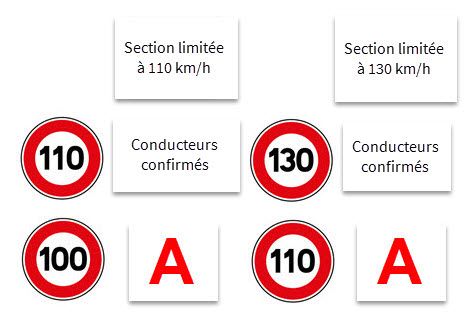 Section limitée
à 110 km/h
Section limitée
à 130 km/h
110
Conducteurs
confirmés
130
Conducteurs
confirmés
100
A
110
A